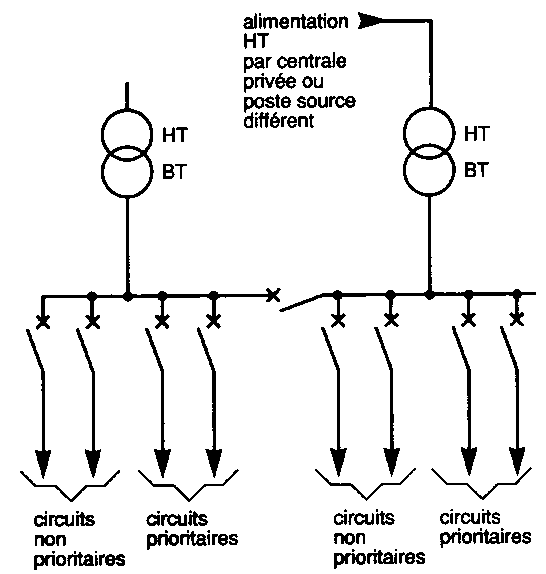 alimentation
HT
par centrale
privée ou
poste source
différent
HT
BT
HT
BT
circuits
non
prioritaires
circuits
prioritaires
circuits
non
prioritaires
circuits
prioritaires